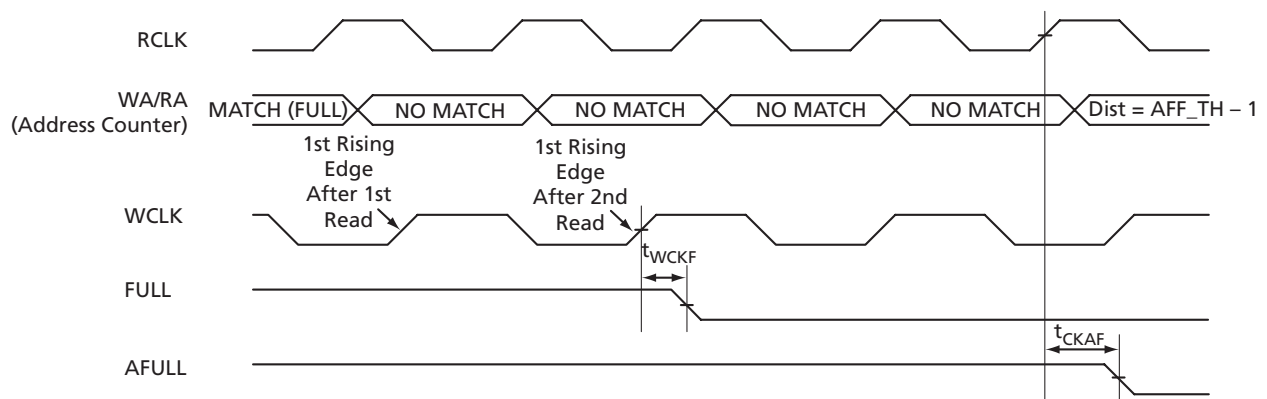 RCLK
WA/RA
(Address Counter)
MATCH (FULL)
NO MATCH
NO MATCH
NO MATCH
NO MATCH
Dist = AFF_TH – 1
1st Rising
Edge
After 1st
Read
1st Rising
Edge
After 2nd
Read
WCLK
tWCKF
FULL
tCKAF
AFULL